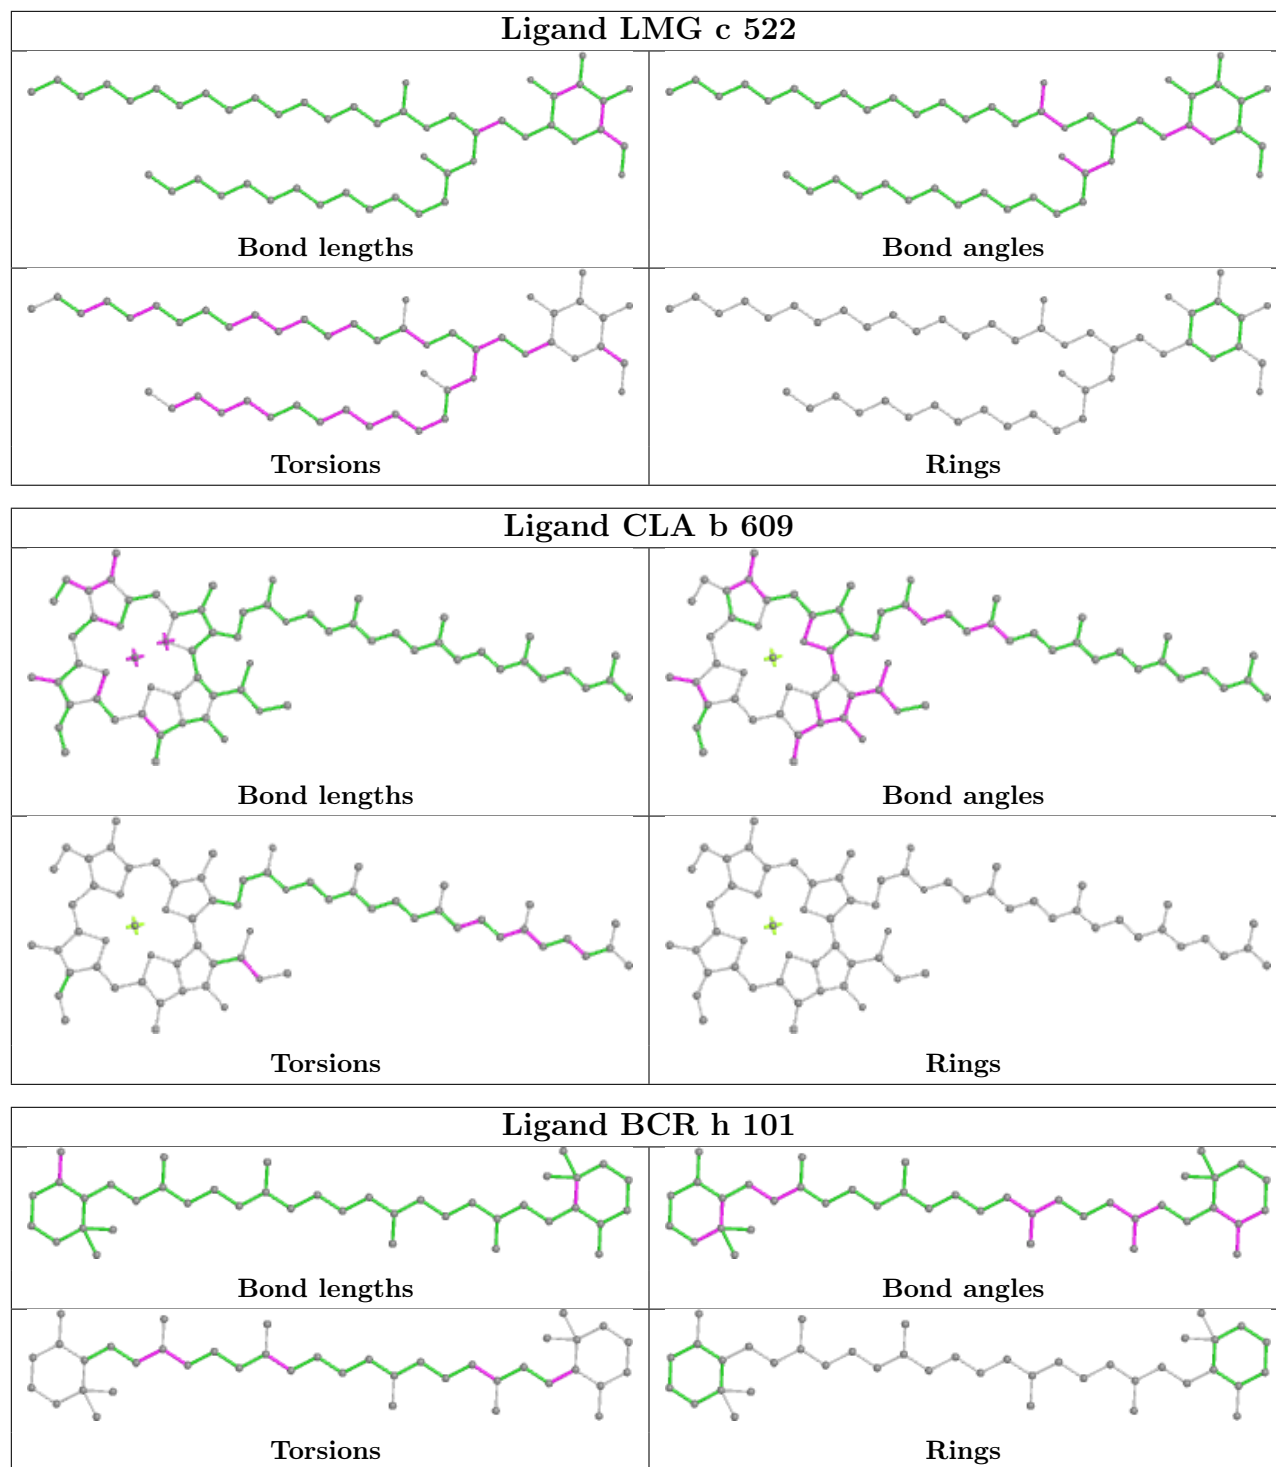 Ligand LMG c 522
Bond lengths
Bond angles
Torsions
Rings
Ligand CLA b 609
Bond lengths
Bond angles
Torsions
Rings
Ligand BCR h 101
Bond lengths
Bond angles
Torsions
Rings